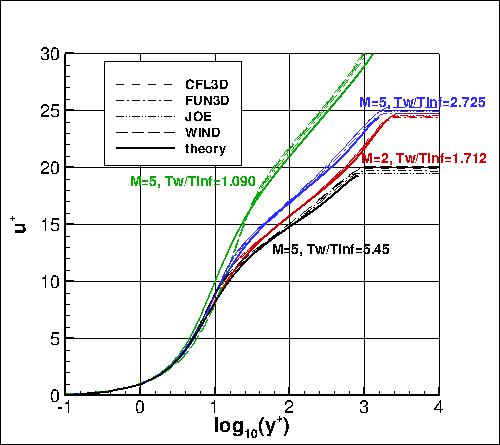 30
25
20
15
10
5
0
u+
CFL3D
FUN3D
JOE
WIND
theory
M=5, Tw/TInf=2.725
M=2, Tw/TInf=1.712
M=5, Tw/TInf=1.090
M=5, Tw/TInf=5.45
-1 0 1 2 3 4
log10(y+)